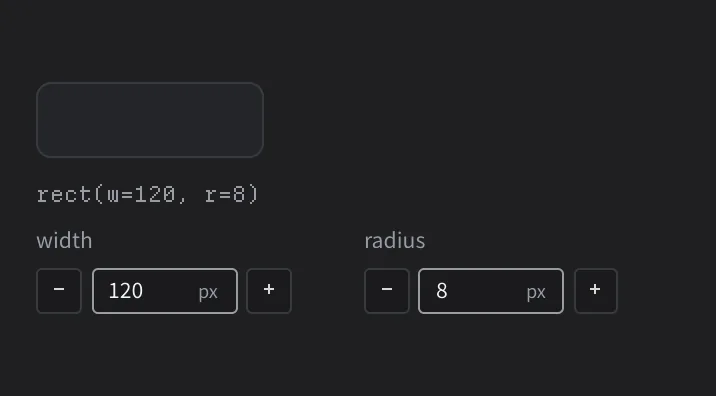 rect(w=120, r=8)
width radius
− 120 px + − 8 px +